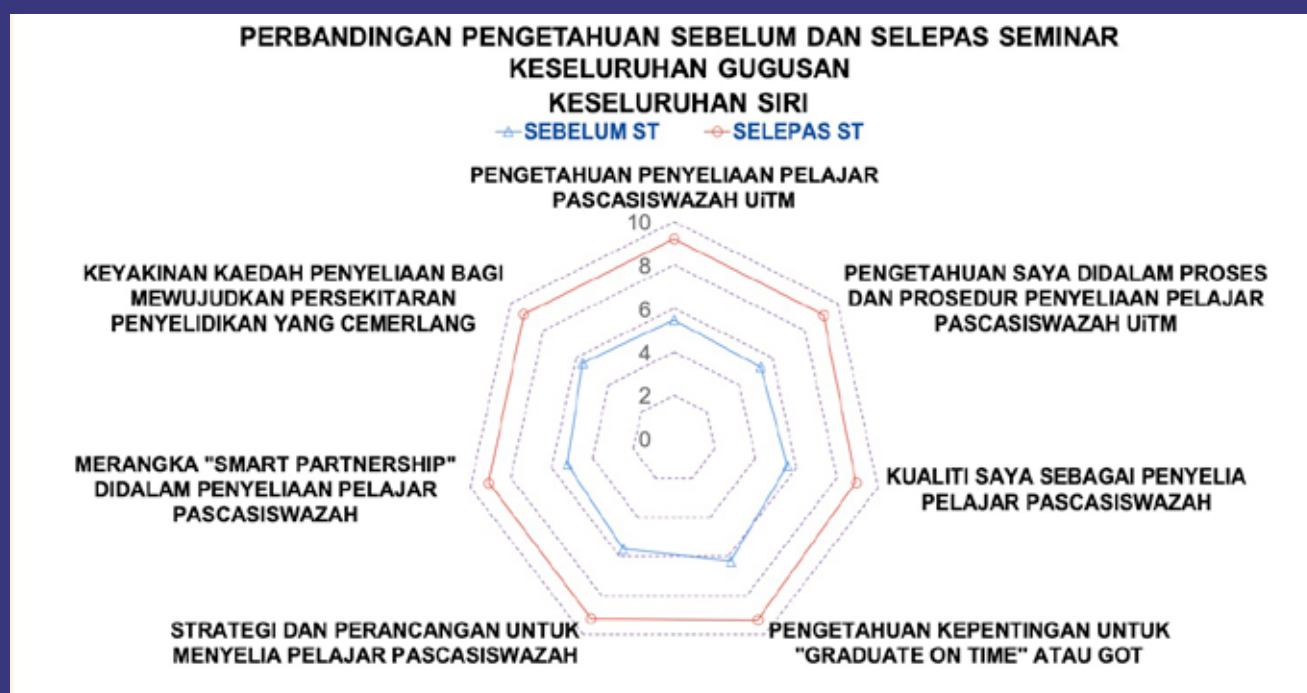 PERBANDINGAN PENGETAHUAN SEBELUM DAN SELEPAS SEMINAR
KESELURUHAN GUGUSAN
KESELURUHAN SIRI
SEBELUM ST
SELEPAS ST
PENGETAHUAN PENYELIAAN PELAJAR
PASCASISWAZAH UiTM
10
8
6
4
2
0
PENGETAHUAN SAYA DIDALAM PROSES
DAN PROSEDUR PENYELIAAN PELAJAR
PASCASISWAZAH UiTM
KUALITI SAYA SEBAGAI PENYELIA
PELAJAR PASCASISWAZAH
PENGETAHUAN KEPENTINGAN UNTUK
"GRADUATE ON TIME" ATAU GOT
STRATEGI DAN PERANCANGAN UNTUK
MENYELIA PELAJAR PASCASISWAZAH
MERANGKA "SMART PARTNERSHIP"
DIDALAM PENYELIAAN PELAJAR
PASCASISWAZAH
KEYAKINAN KAEDAH PENYELIAAN BAGI
MEWUJUDKAN PERSEKITARAN
PENYELIDIKAN YANG CEMERLANG